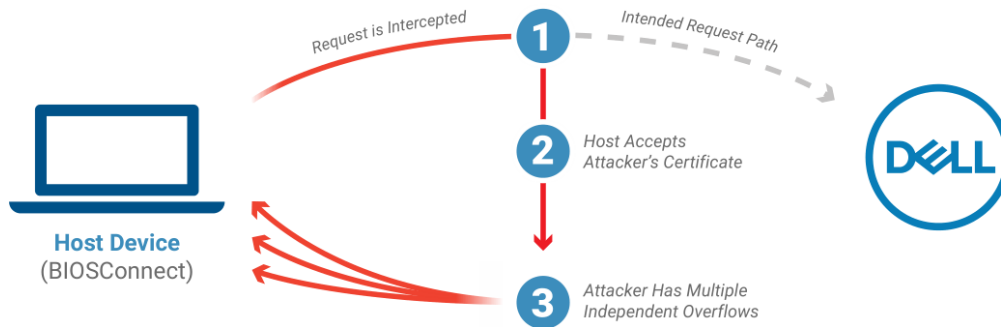 Request is Intercepted
1
Intended Request Path
2
Host Accepts
Attacker's Certificate
DELL
Host Device
(BIOSConnect)
3
Attacker Has Multiple
Independent Overflows